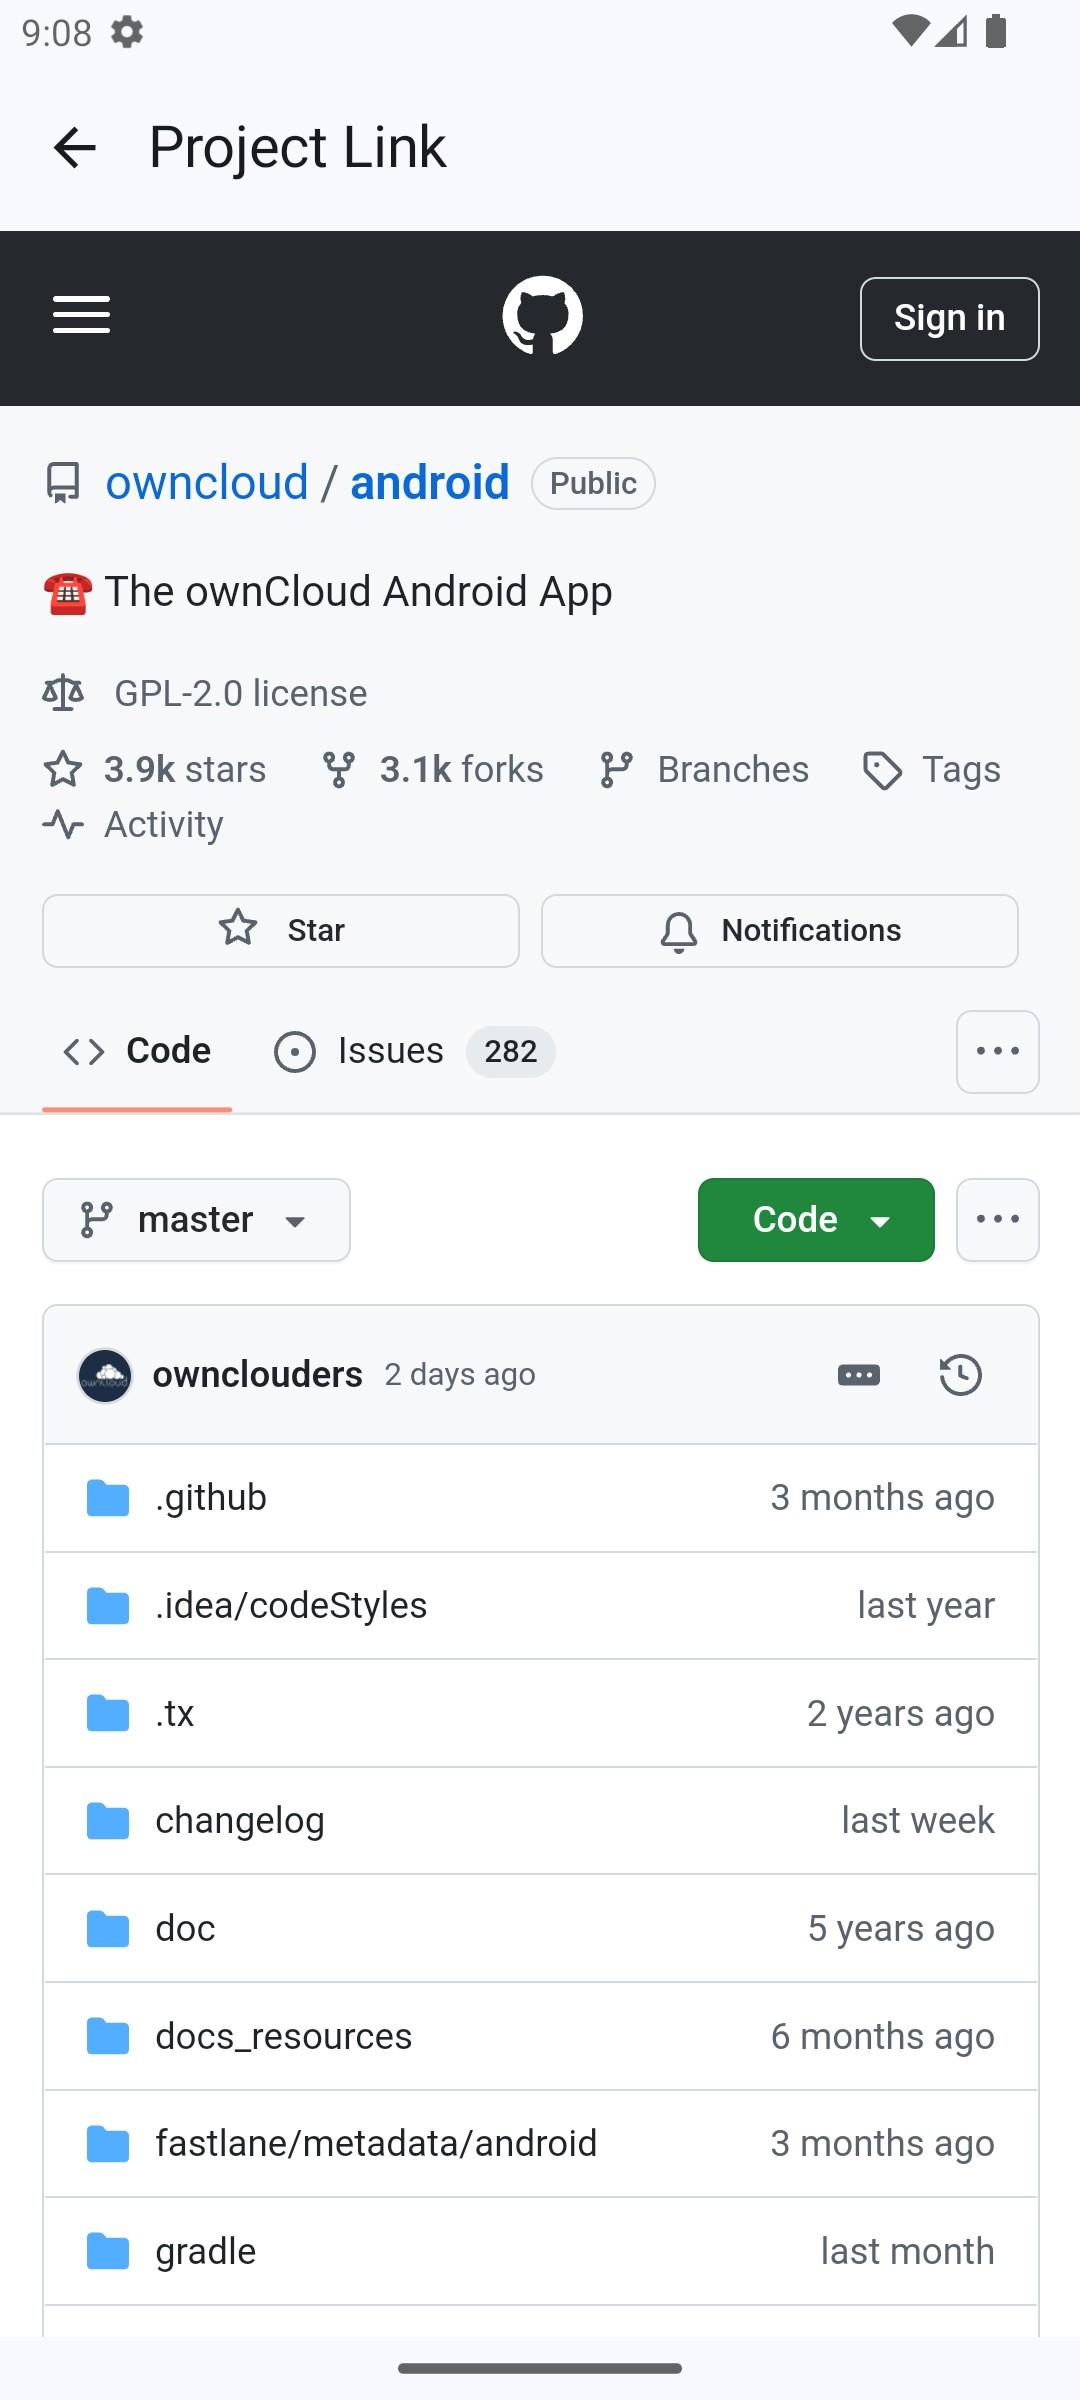 9:08
Project Link
Sign in
owncloud / android Public
☎️ The ownCloud Android App
GPL-2.0 license
3.9k stars 3.1k forks Branches Tags
Activity
Star Notifications
Code Issues 282
master Code
ownclouders 2 days ago
.github 3 months ago
.idea/codeStyles last year
.tx 2 years ago
changelog last week
doc 5 years ago
docs_resources 6 months ago
fastlane/metadata/android 3 months ago
gradle last month